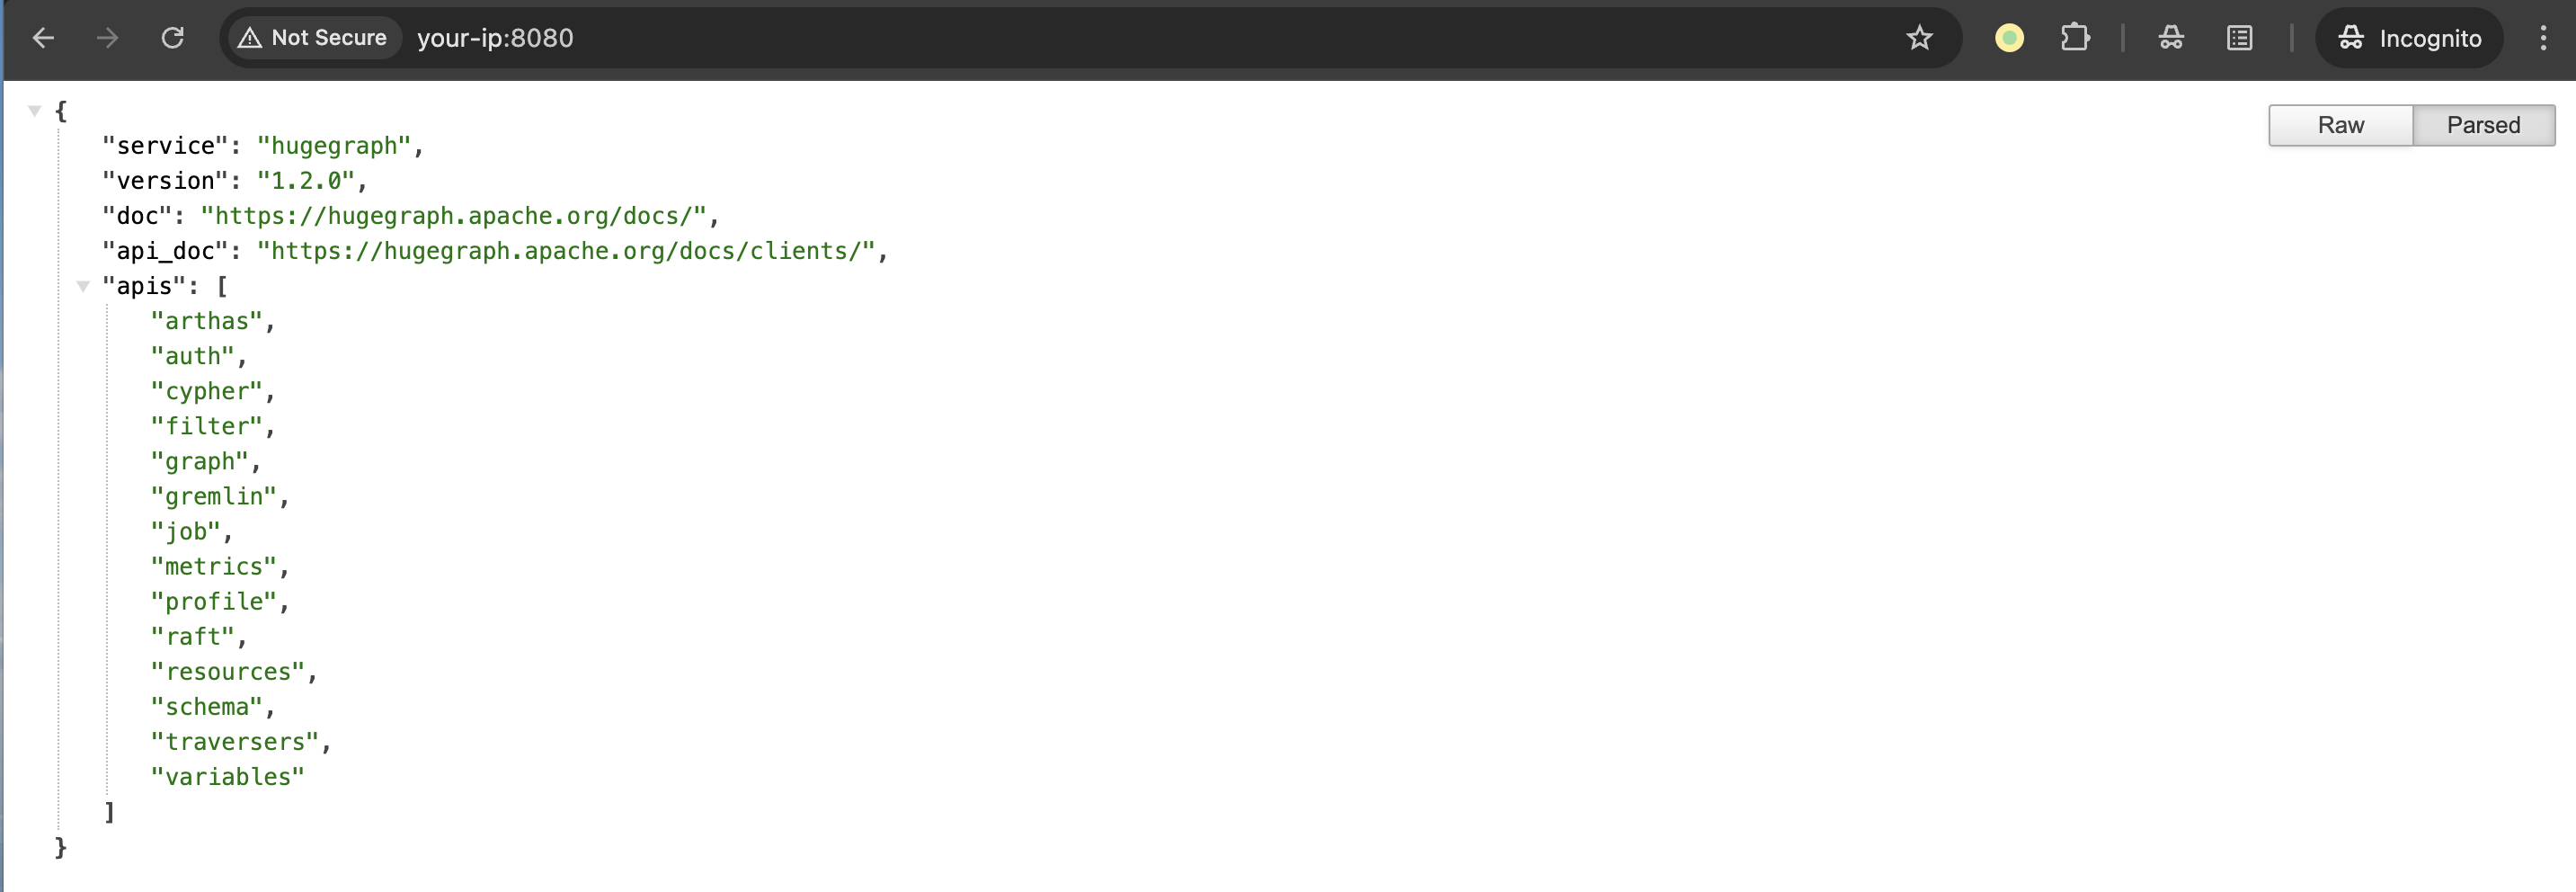 Not Secure your-ip:8080 Incognito
Raw Parsed
{
"service": "hugegraph",
"version": "1.2.0",
"doc": "https://hugegraph.apache.org/docs/",
"api_doc": "https://hugegraph.apache.org/docs/clients/",
"apis": [
"arthas",
"auth",
"cypher",
"filter",
"graph",
"gremlin",
"job",
"metrics",
"profile",
"raft",
"resources",
"schema",
"traversers",
"variables"
]
}